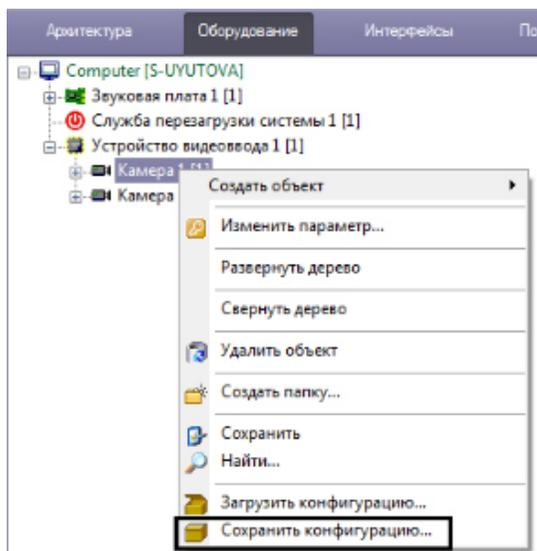 Архитектура Оборудование Интерфейсы
Computer [S-UYUTOVA]
Звуковая плата 1 [1]
Служба перезагрузки системы 1 [1]
Устройство видеоввода 1 [1]
Камера 1 [1]
Камера
Создать объект
Изменить параметр...
Развернуть дерево
Свернуть дерево
Удалить объект
Создать папку...
Сохранить
Найти...
Загрузить конфигурацию...
Сохранить конфигурацию...